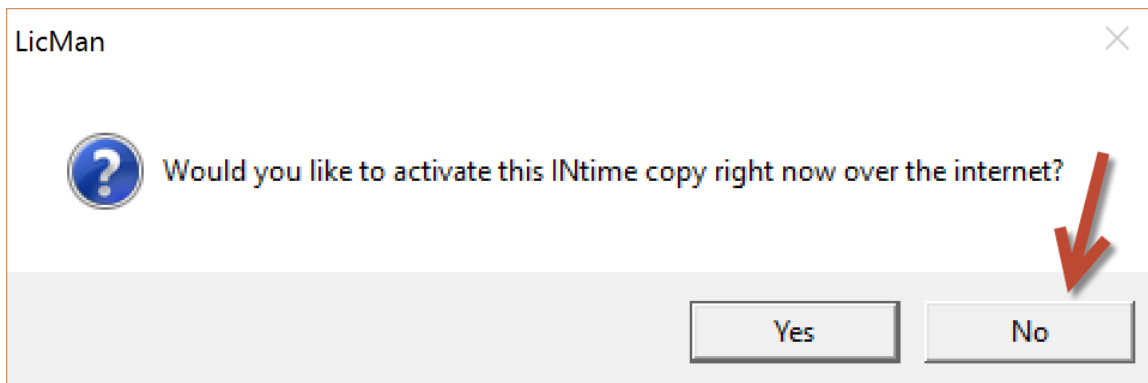 LicMan
Would you like to activate this INtime copy right now over the internet?
Yes
No